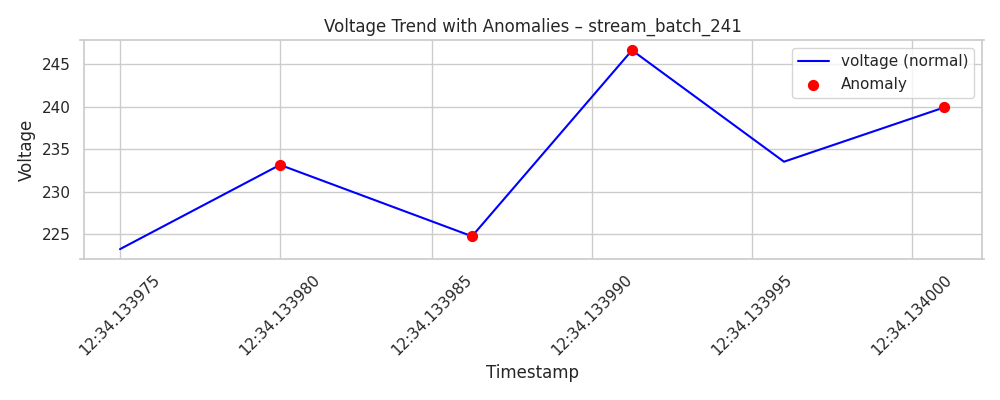 Voltage Trend with Anomalies – stream_batch_241
voltage (normal)
Anomaly
Voltage
245
240
235
230
225
12:34.133975
12:34.133980
12:34.133985
12:34.133990
12:34.133995
12:34.134000
Timestamp